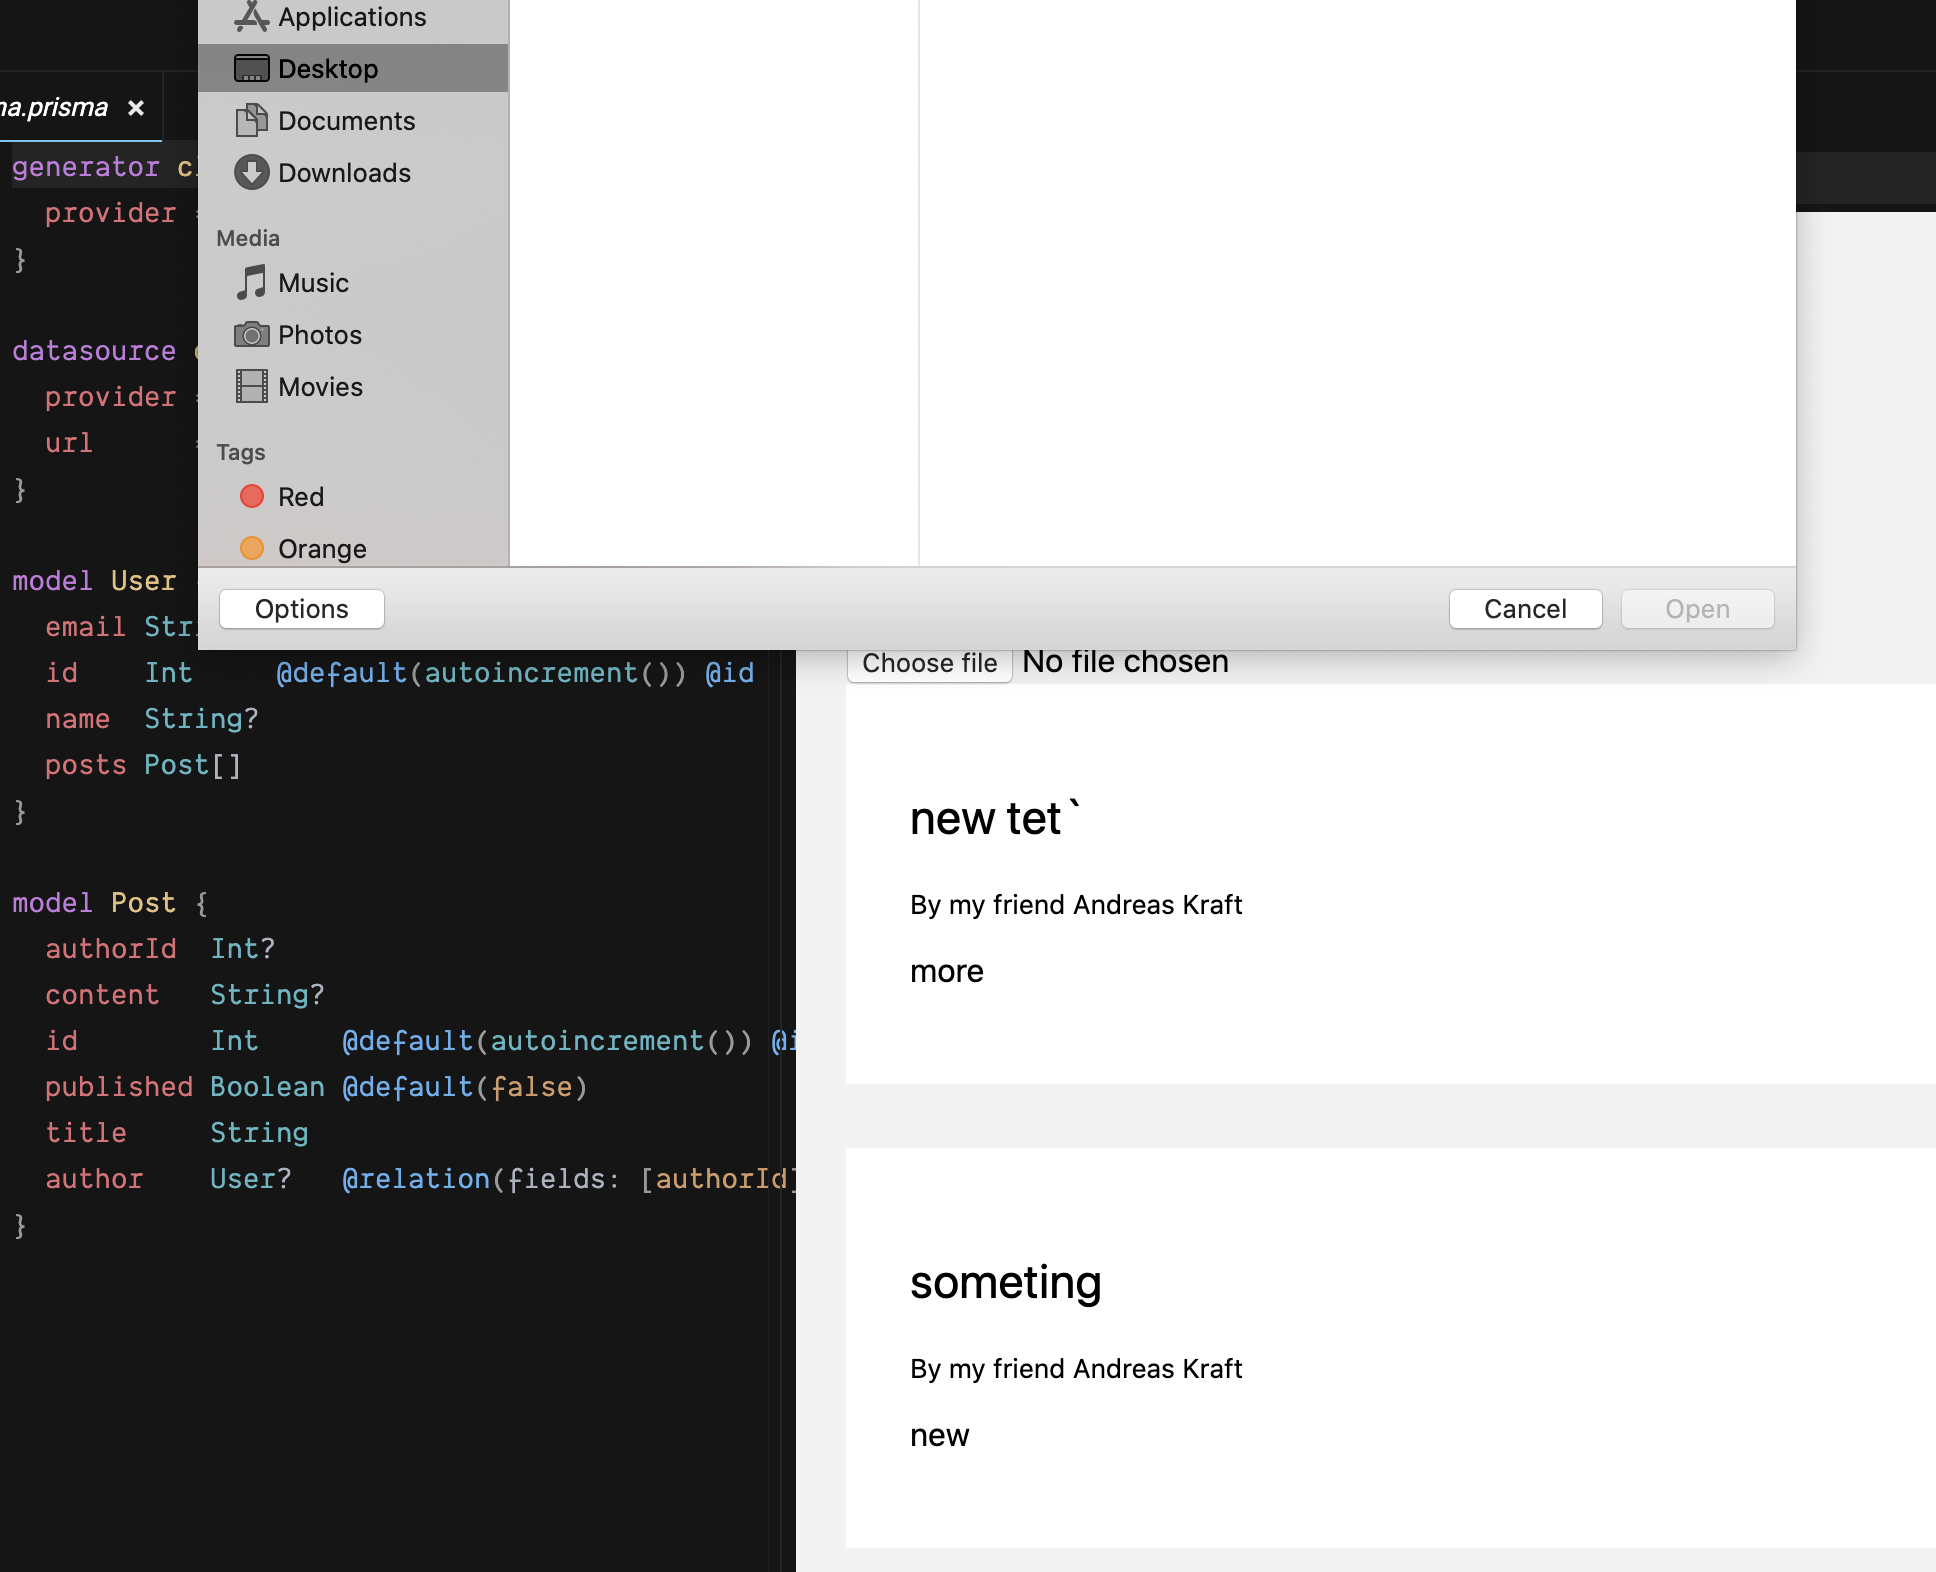 Applications
Desktop
Documents
Downloads
Media
Music
Photos
Movies
Tags
Red
Orange
Options
Cancel
Open
na.prisma ×
generator
provider
}
datasource
provider
url
}
model User
email
id    Int     @default(autoincrement()) @id
name  String?
posts Post[]
}
model Post {
authorId  Int?
content   String?
id        Int     @default(autoincrement())
published Boolean @default(false)
title     String
author    User?   @relation(fields: [authorId]
}
Choose file No file chosen
new tet`
By my friend Andreas Kraft
more
someting
By my friend Andreas Kraft
new